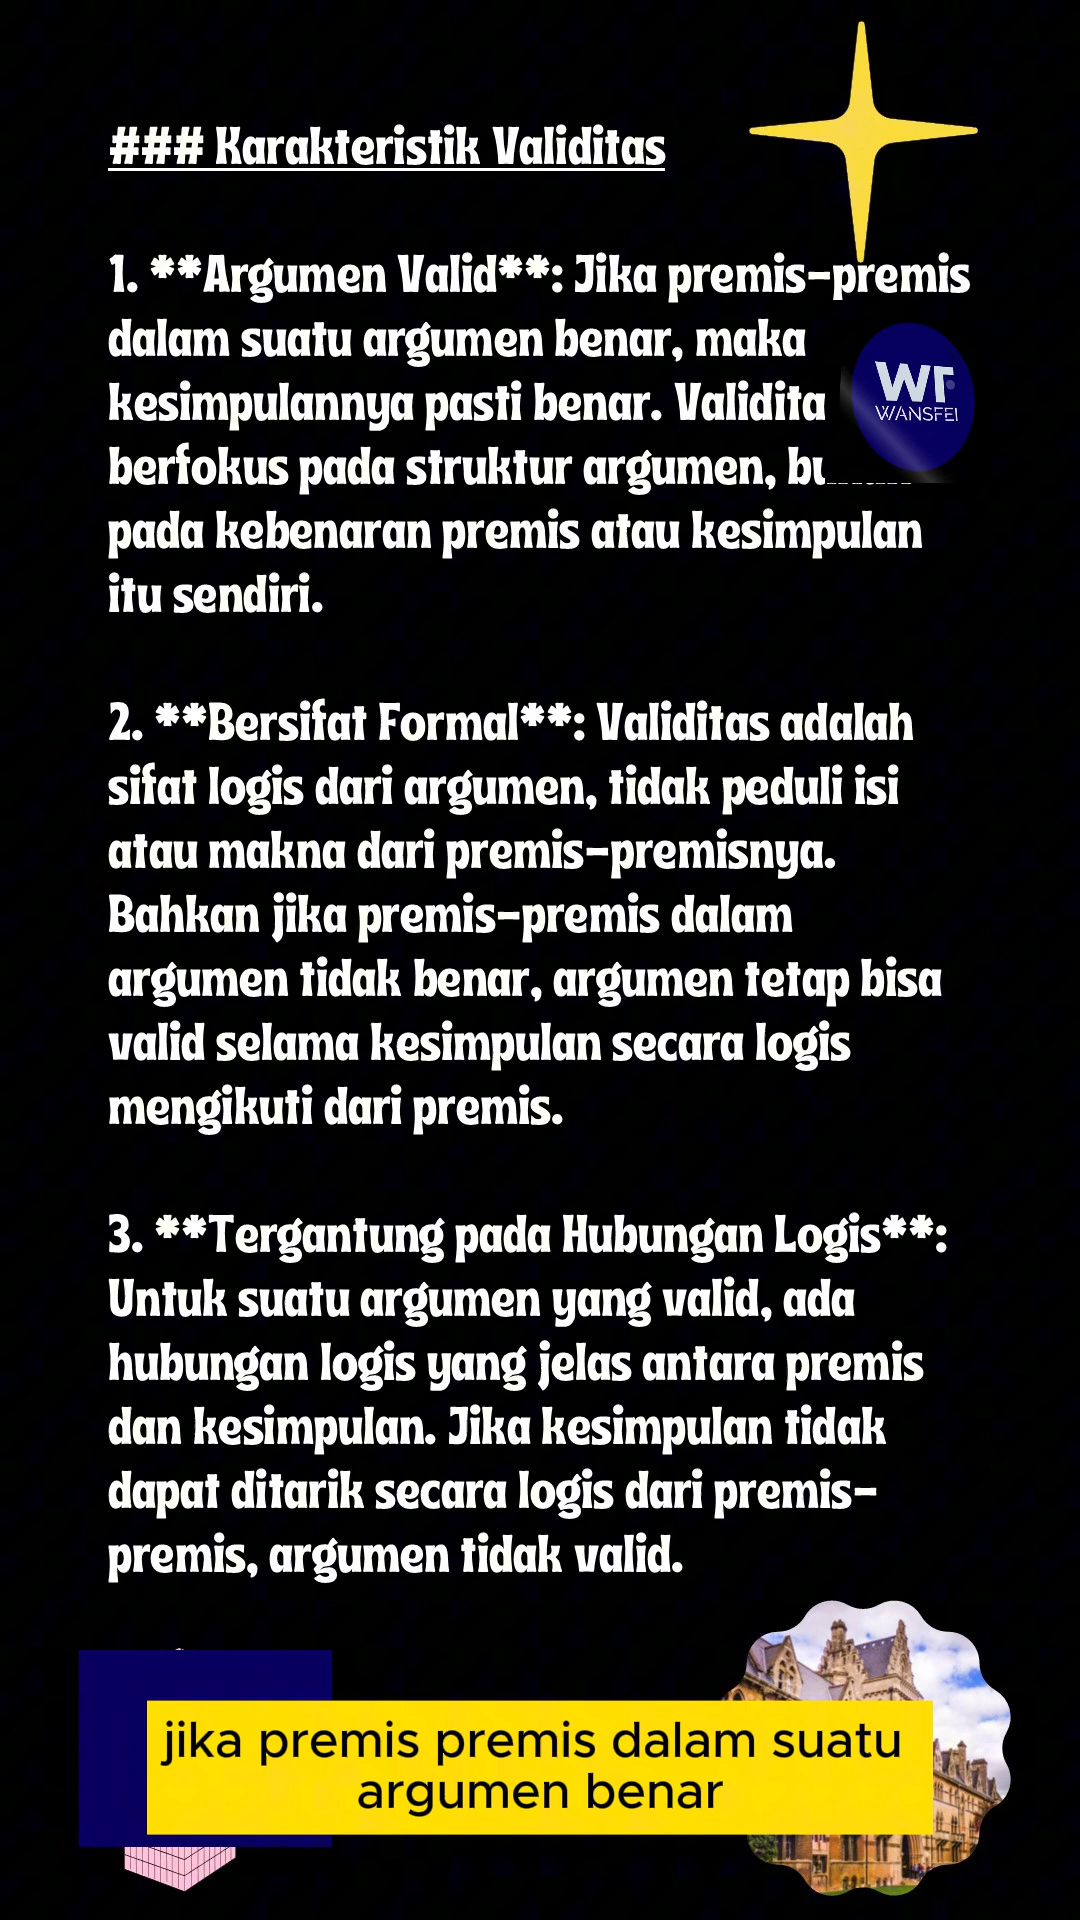 ### Karakteristik Validitas
1. **Argumen Valid**: Jika premis-premis
dalam suatu argumen benar, maka
kesimpulannya pasti benar. Validita
berfokus pada struktur argumen,
pada kebenaran premis atau kesimpulan
itu sendiri.
2. **Bersifat Formal**: Validitas adalah
sifat logis dari argumen, tidak peduli isi
atau makna dari premis-premisnya.
Bahkan jika premis-premis dalam
argumen tidak benar, argumen tetap bisa
valid selama kesimpulan secara logis
mengikuti dari premis.
3. **Tergantung pada Hubungan Logis**:
Untuk suatu argumen yang valid, ada
hubungan logis yang jelas antara premis
dan kesimpulan. Jika kesimpulan tidak
dapat ditarik secara logis dari premis-
premis, argumen tidak valid.
WF
WANSFEI
jika premis premis dalam suatu
argumen benar